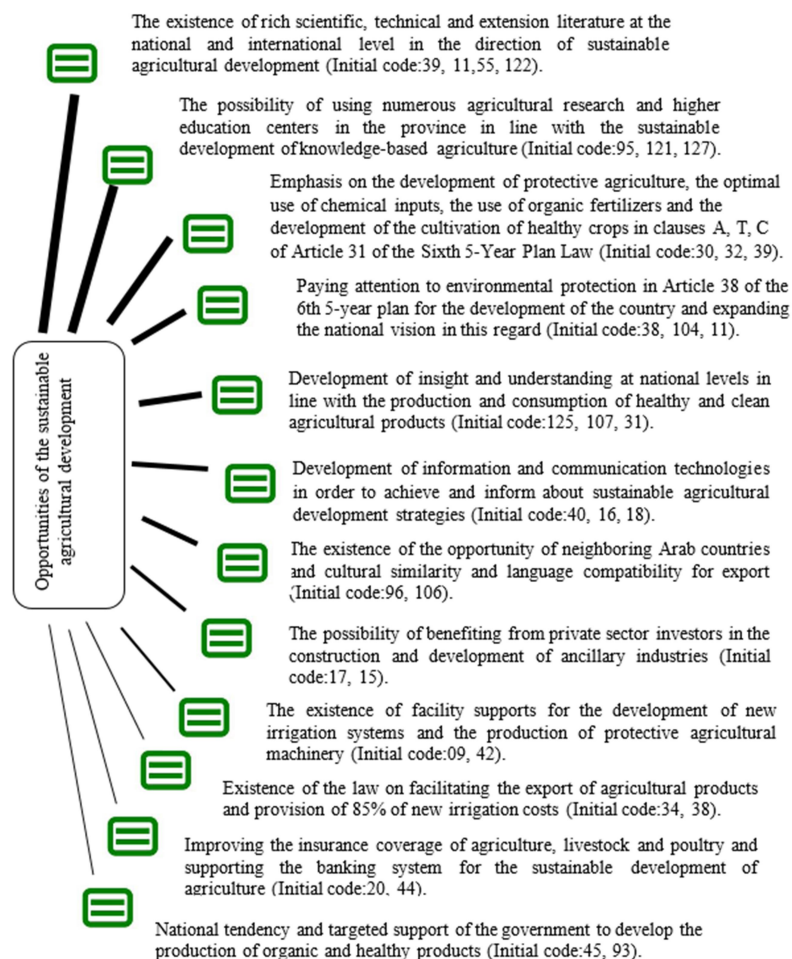 The existence of rich scientific, technical and extension literature at the
national and international level in the direction of sustainable
agricultural development (Initial code:39, 11,55, 122).
The possibility of using numerous agricultural research and higher
education centers in the province in line with the sustainable
development of knowledge-based agriculture (Initial code:95, 121, 127).
Emphasis on the development of protective agriculture, the optimal
use of chemical inputs, the use of organic fertilizers and the
development of the cultivation of healthy crops in clauses A, T, C
of Article 31 of the Sixth 5-Year Plan Law (Initial code:30, 32, 39).
Paying attention to environmental protection in Article 38 of the
6th 5-year plan for the development of the country and expanding
the national vision in this regard (Initial code:38, 104, 11).
Opportunities of the sustainable
agricultural development
Development of insight and understanding at national levels in
line with the production and consumption of healthy and clean
agricultural products (Initial code:125, 107, 31).
Development of information and communication technologies
in order to achieve and inform about sustainable agricultural
development strategies (Initial code:40, 16, 18).
The existence of the opportunity of neighboring Arab countries
and cultural similarity and language compatibility for export
(Initial code:96, 106).
The possibility of benefiting from private sector investors in the
construction and development of ancillary industries (Initial
code:17, 15).
The existence of facility supports for the development of new
irrigation systems and the production of protective agricultural
machinery (Initial code:09, 42).
Existence of the law on facilitating the export of agricultural products
and provision of 85% of new irrigation costs (Initial code:34, 38).
Improving the insurance coverage of agriculture, livestock and poultry and
supporting the banking system for the sustainable development of
agriculture (Initial code:20, 44).
National tendency and targeted support of the government to develop the
production of organic and healthy products (Initial code:45, 93).